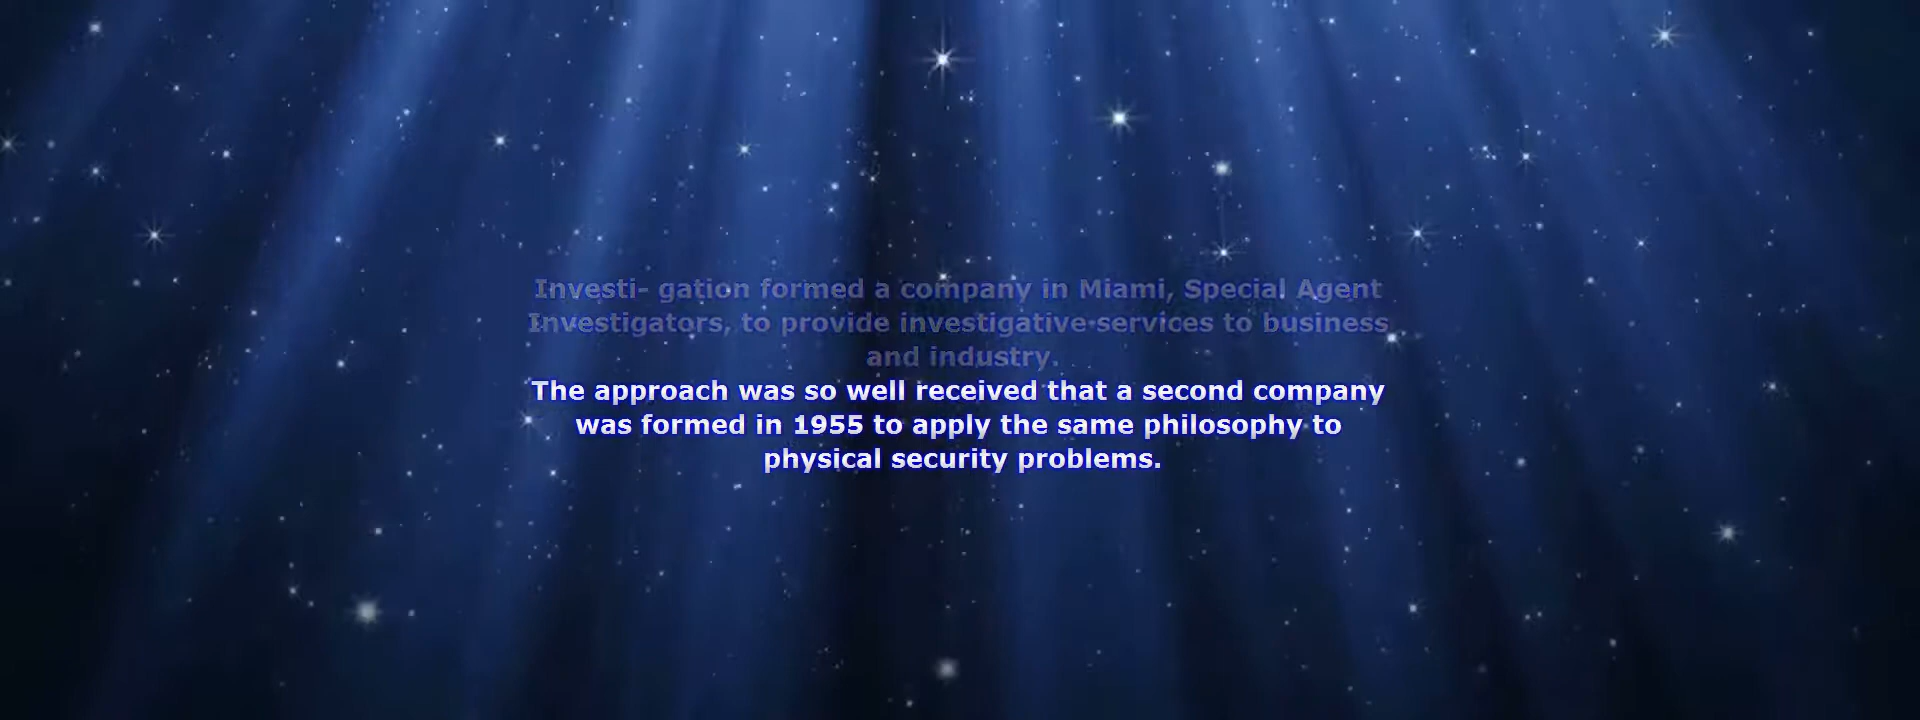 Investi- gation formed a company in Miami, Special Agent
Investigators, to provide investigative services to business
and industry.
The approach was so well received that a second company
was formed in 1955 to apply the same philosophy to
physical security problems.